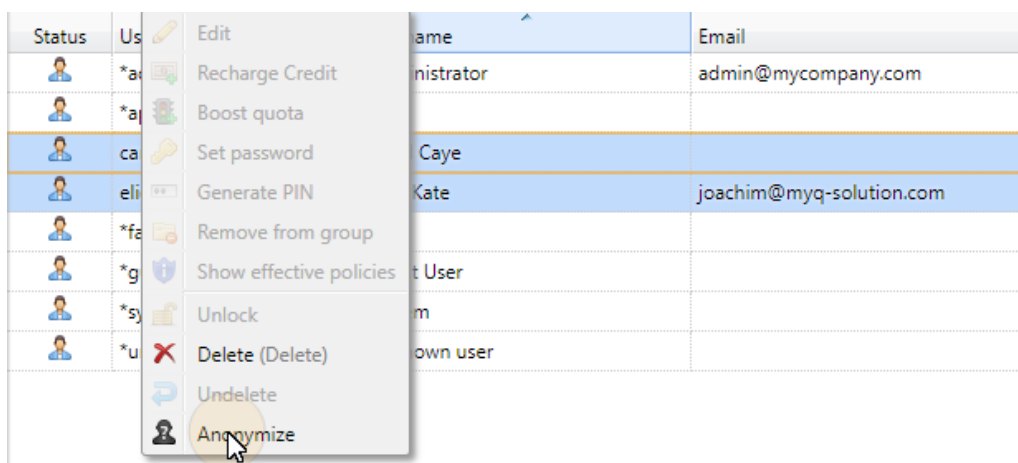 Status Us Edit ame Email
*ad Recharge Credit nistrator admin@mycompany.com
*ap Boost quota
ca Set password Caye
eli Generate PIN Kate joachim@myq-solution.com
*fa Remove from group
*g Show effective policies t User
*sy Unlock m
*u Delete (Delete) own user
Undelete
Anonymize